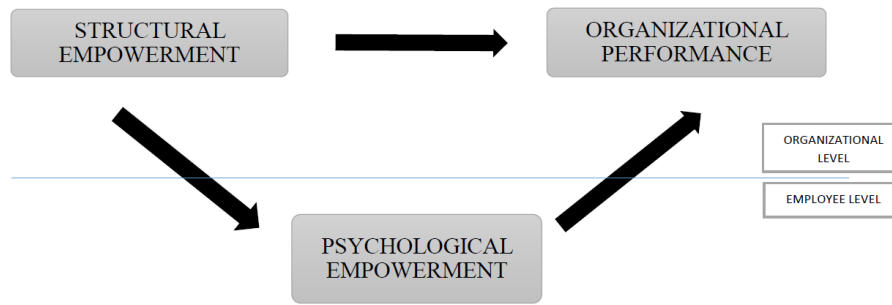 STRUCTURAL
EMPOWERMENT
ORGANIZATIONAL
PERFORMANCE
ORGANIZATIONAL
LEVEL
EMPLOYEE LEVEL
PSYCHOLOGICAL
EMPOWERMENT